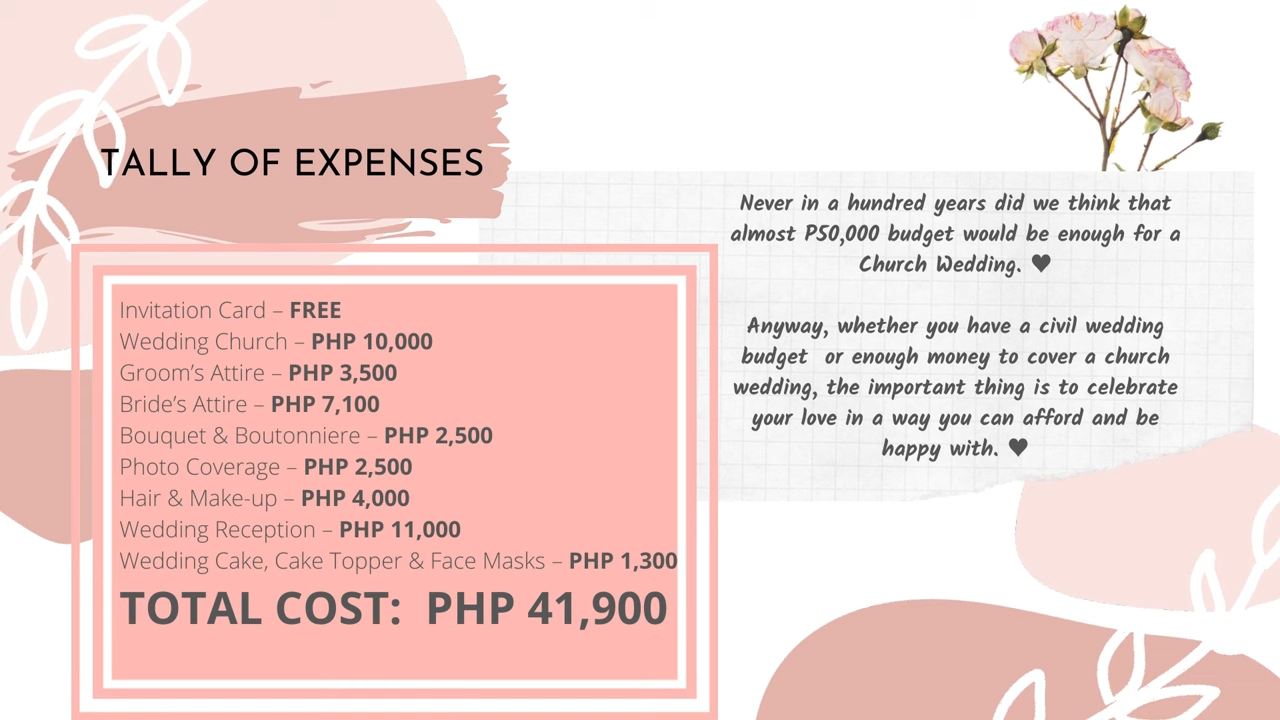 TALLY OF EXPENSES
Invitation Card – FREE
Wedding Church – PHP 10,000
Groom's Attire – PHP 3,500
Bride's Attire – PHP 7,100
Bouquet & Boutonniere – PHP 2,500
Photo Coverage – PHP 2,500
Hair & Make-up – PHP 4,000
Wedding Reception – PHP 11,000
Wedding Cake, Cake Topper & Face Masks – PHP 1,300
TOTAL COST: PHP 41,900
Never in a hundred years did we think that
almost P50,000 budget would be enough for a
Church Wedding. ♥
Anyway, whether you have a civil wedding
budget or enough money to cover a church
wedding, the important thing is to celebrate
your love in a way you can afford and be
happy with. ♥